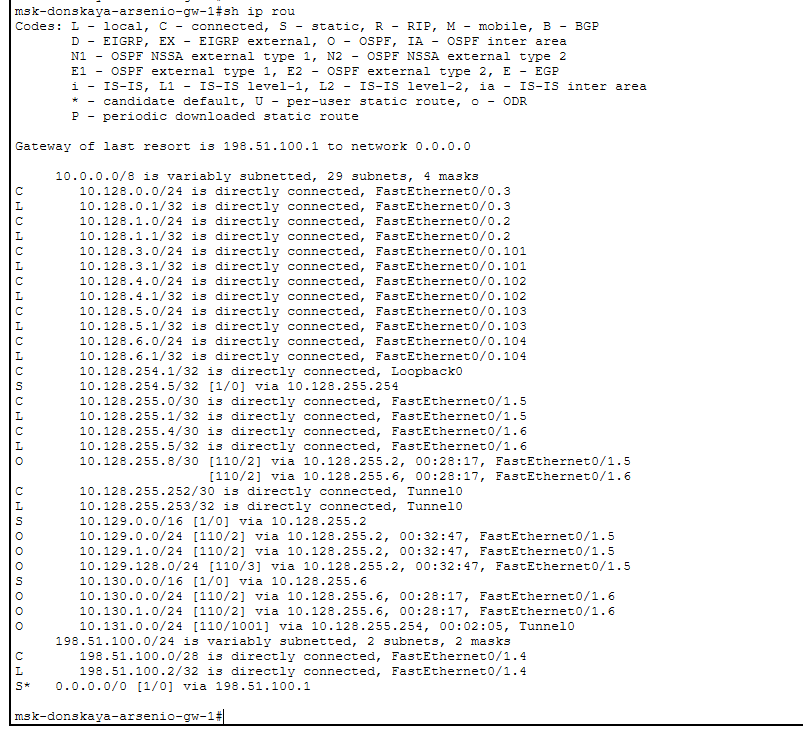 msk-donskaya-arsenio-gw-1#sh ip rou
Codes: L - local, C - connected, S - static, R - RIP, M - mobile, B - BGP
       D - EIGRP, EX - EIGRP external, O - OSPF, IA - OSPF inter area
       N1 - OSPF NSSA external type 1, N2 - OSPF NSSA external type 2
       E1 - OSPF external type 1, E2 - OSPF external type 2, E - EGP
       i - IS-IS, L1 - IS-IS level-1, L2 - IS-IS level-2, ia - IS-IS inter area
       * - candidate default, U - per-user static route, o - ODR
       P - periodic downloaded static route
Gateway of last resort is 198.51.100.1 to network 0.0.0.0
     10.0.0.0/8 is variably subnetted, 29 subnets, 4 masks
C       10.128.0.0/24 is directly connected, FastEthernet0/0.3
L       10.128.0.1/32 is directly connected, FastEthernet0/0.3
C       10.128.1.0/24 is directly connected, FastEthernet0/0.2
L       10.128.1.1/32 is directly connected, FastEthernet0/0.2
C       10.128.3.0/24 is directly connected, FastEthernet0/0.101
L       10.128.3.1/32 is directly connected, FastEthernet0/0.101
C       10.128.4.0/24 is directly connected, FastEthernet0/0.102
L       10.128.4.1/32 is directly connected, FastEthernet0/0.102
C       10.128.5.0/24 is directly connected, FastEthernet0/0.103
L       10.128.5.1/32 is directly connected, FastEthernet0/0.103
C       10.128.6.0/24 is directly connected, FastEthernet0/0.104
L       10.128.6.1/32 is directly connected, FastEthernet0/0.104
C       10.128.254.1/32 is directly connected, Loopback0
S       10.128.254.5/32 [1/0] via 10.128.255.254
C       10.128.255.0/30 is directly connected, FastEthernet0/1.5
L       10.128.255.1/32 is directly connected, FastEthernet0/1.5
C       10.128.255.4/30 is directly connected, FastEthernet0/1.6
L       10.128.255.5/32 is directly connected, FastEthernet0/1.6
O       10.128.255.8/30 [110/2] via 10.128.255.2, 00:28:17, FastEthernet0/1.5
                        [110/2] via 10.128.255.6, 00:28:17, FastEthernet0/1.6
C       10.128.255.252/30 is directly connected, Tunnel0
L       10.128.255.253/32 is directly connected, Tunnel0
S       10.129.0.0/16 [1/0] via 10.128.255.2
O       10.129.0.0/24 [110/2] via 10.128.255.2, 00:32:47, FastEthernet0/1.5
O       10.129.1.0/24 [110/2] via 10.128.255.2, 00:32:47, FastEthernet0/1.5
O       10.129.128.0/24 [110/3] via 10.128.255.2, 00:32:47, FastEthernet0/1.5
S       10.130.0.0/16 [1/0] via 10.128.255.6
O       10.130.0.0/24 [110/2] via 10.128.255.6, 00:28:17, FastEthernet0/1.6
O       10.130.1.0/24 [110/2] via 10.128.255.6, 00:28:17, FastEthernet0/1.6
O       10.131.0.0/24 [110/1001] via 10.128.255.254, 00:02:05, Tunnel0
     198.51.100.0/24 is variably subnetted, 2 subnets, 2 masks
C       198.51.100.0/28 is directly connected, FastEthernet0/1.4
L       198.51.100.2/32 is directly connected, FastEthernet0/1.4
S*   0.0.0.0/0 [1/0] via 198.51.100.1
msk-donskaya-arsenio-gw-1#